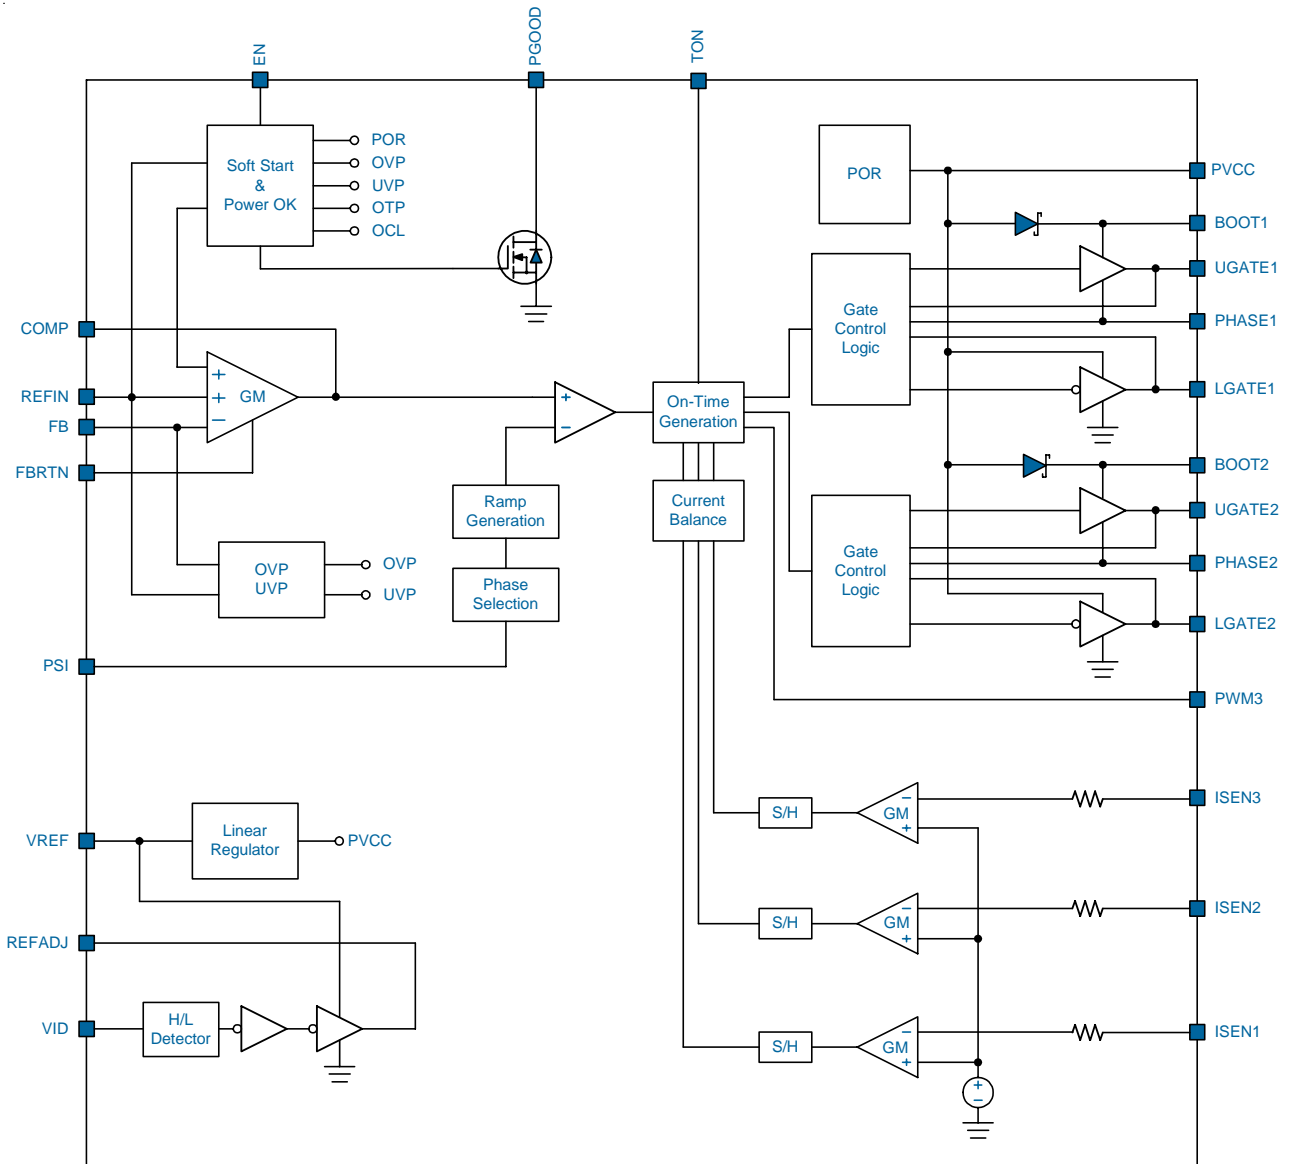 EN
PGOOD
TON
Soft Start
&
Power OK
POR
OVP
UVP
OTP
OCL
POR
PVCC
BOOT1
UGATE1
PHASE1
LGATE1
Gate
Control
Logic
COMP
REFIN
FB
FBRTN
+
+
−
GM
+
−
On-Time
Generation
Current
Balance
Ramp
Generation
Phase
Selection
OVP
UVP
OVP
UVP
PSI
BOOT2
UGATE2
PHASE2
LGATE2
Gate
Control
Logic
PWM3
VREF
Linear
Regulator
PVCC
REFADJ
VID
H/L
Detector
S/H
GM
−
+
ISEN3
S/H
GM
−
+
ISEN2
S/H
GM
−
+
ISEN1
+
−